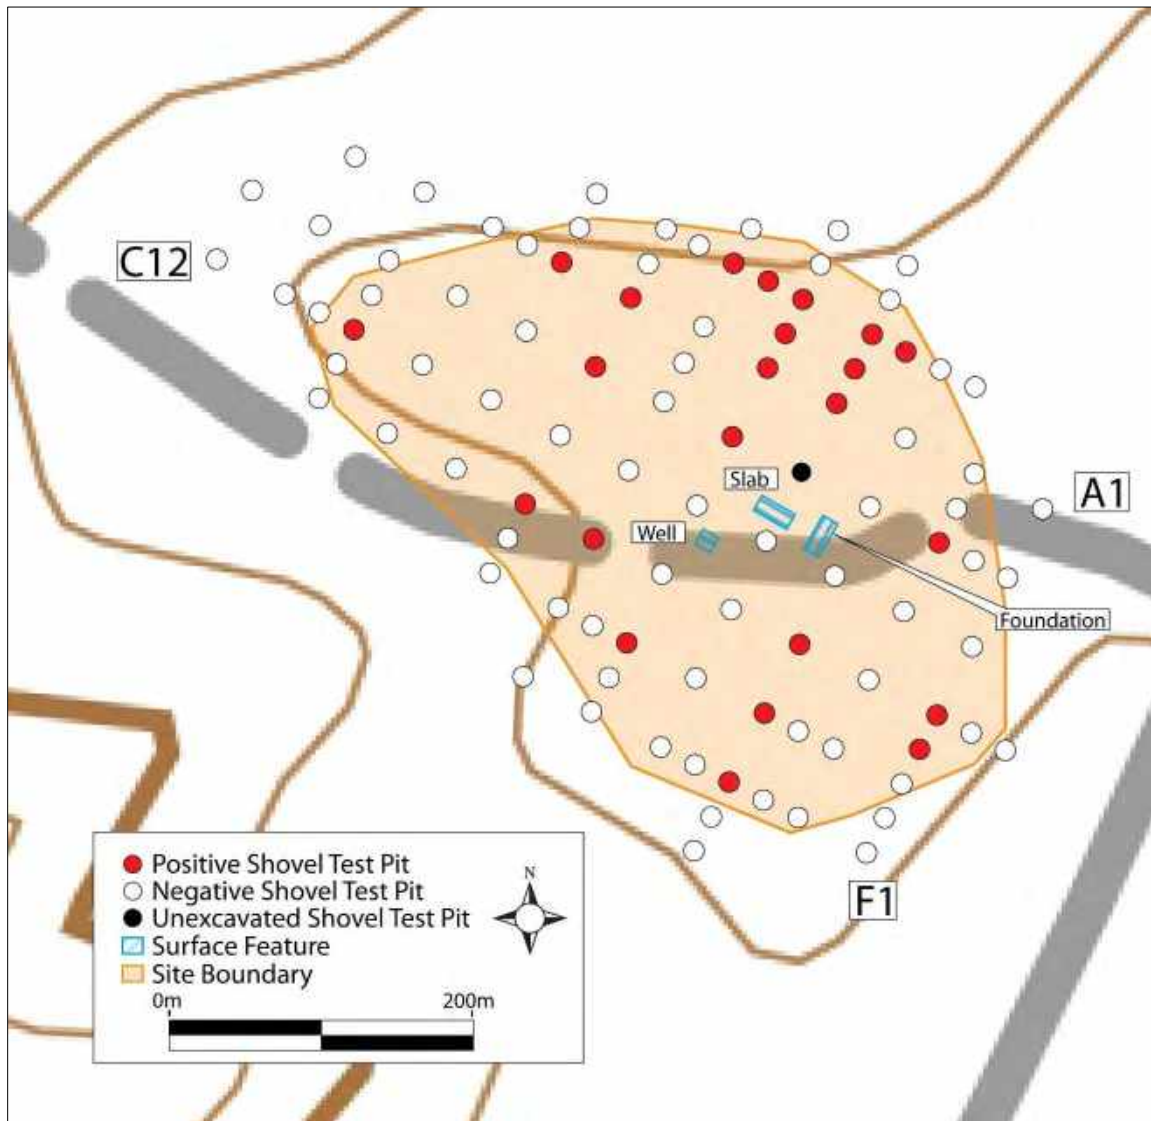 C12
A1
Slab
Well
Foundation
F1
Positive Shovel Test Pit
Negative Shovel Test Pit
Unexcavated Shovel Test Pit
Surface Feature
Site Boundary
N
0m 200m